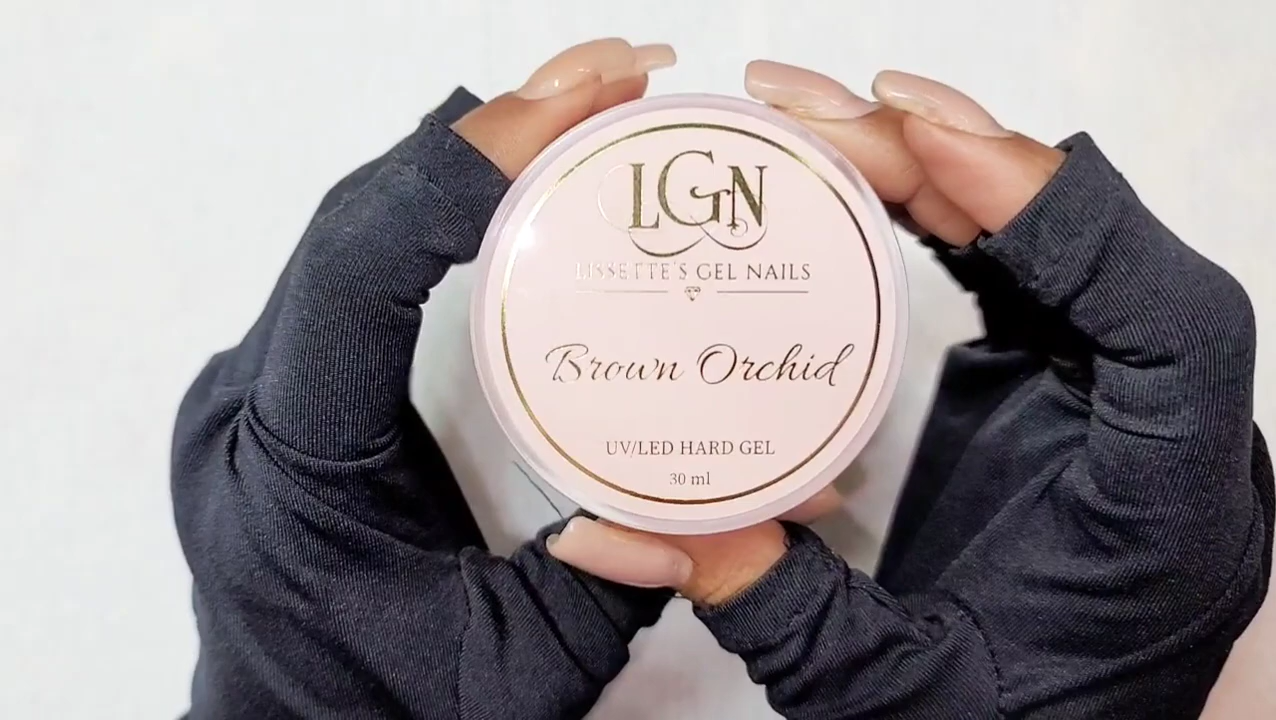 LGN
LISSETTE'S GEL NAILS
Brown Orchid
UV/LED HARD GEL
30 ml